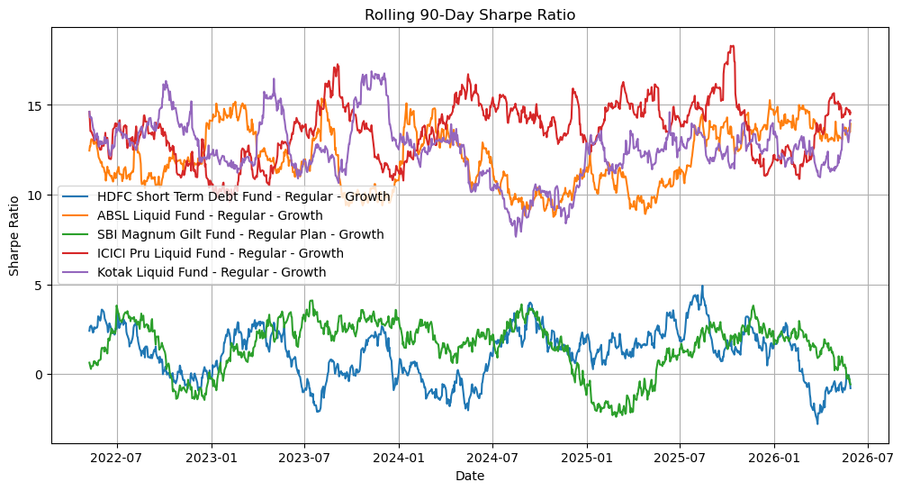 Rolling 90-Day Sharpe Ratio
Sharpe Ratio
15
10
5
0
HDFC Short Term Debt Fund - Regular - Growth
ABSL Liquid Fund - Regular - Growth
SBI Magnum Gilt Fund - Regular Plan - Growth
ICICI Pru Liquid Fund - Regular - Growth
Kotak Liquid Fund - Regular - Growth
2022-07 2023-01 2023-07 2024-01 2024-07 2025-01 2025-07 2026-01 2026-07
Date